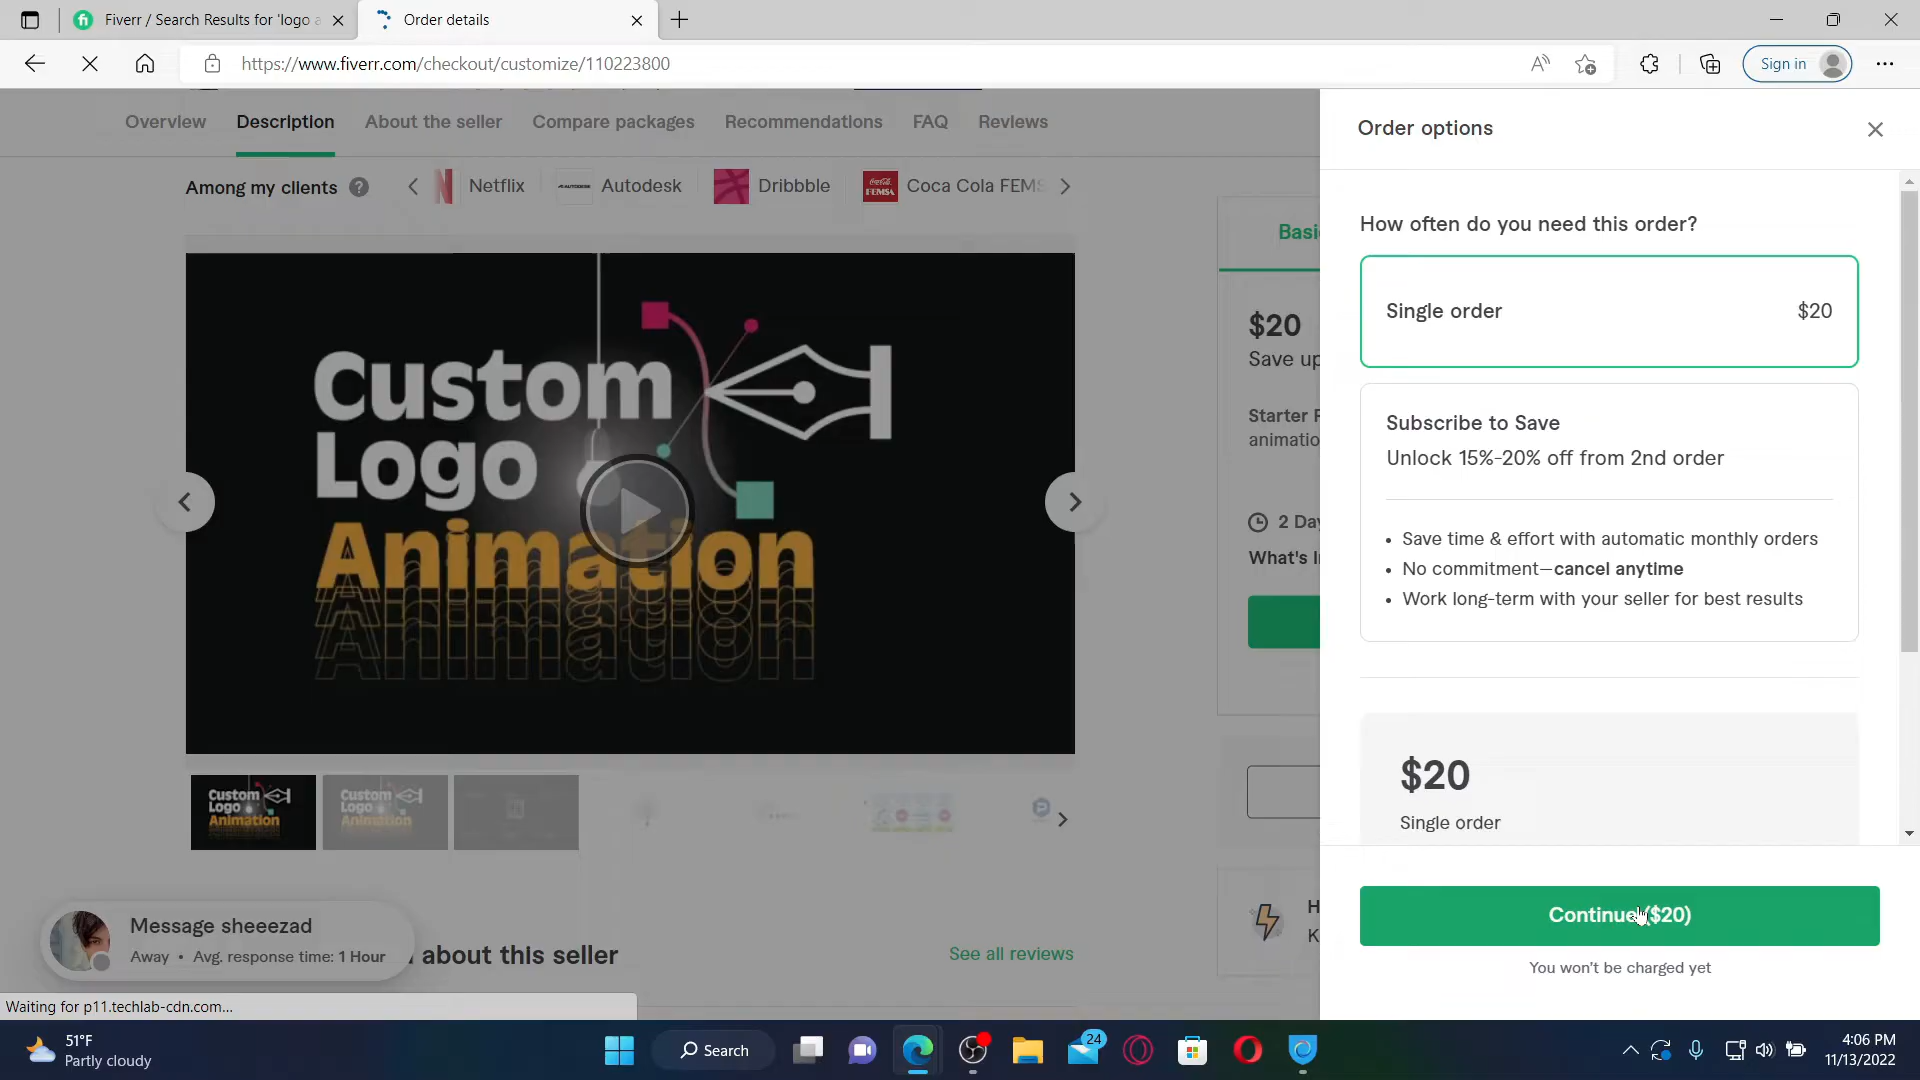 Fiverr / Search Results for 'logo a
Order details
https://www.fiverr.com/checkout/customize/110223800
Sign in
Overview
Description
About the seller
Compare packages
Recommendations
FAQ
Reviews
Among my clients ?
Netflix
Autodesk
Dribbble
Coca Cola FEMS
Custom
Logo
Animation
Custom
Logo
Animation
Custom
Logo
Animation
Basi
$20
Save up
Starter
animatio
2 Day
What's I
Message sheeezad
Away • Avg. response time: 1 Hour
about this seller
See all reviews
H
K
Waiting for p11.techlab-cdn.com...
Order options
How often do you need this order?
Single order
$20
Subscribe to Save
Unlock 15%-20% off from 2nd order
• Save time & effort with automatic monthly orders
• No commitment—cancel anytime
• Work long-term with your seller for best results
$20
Single order
Continue ($20)
You won't be charged yet
51°F
Partly cloudy
Search
24
4:06 PM
11/13/2022